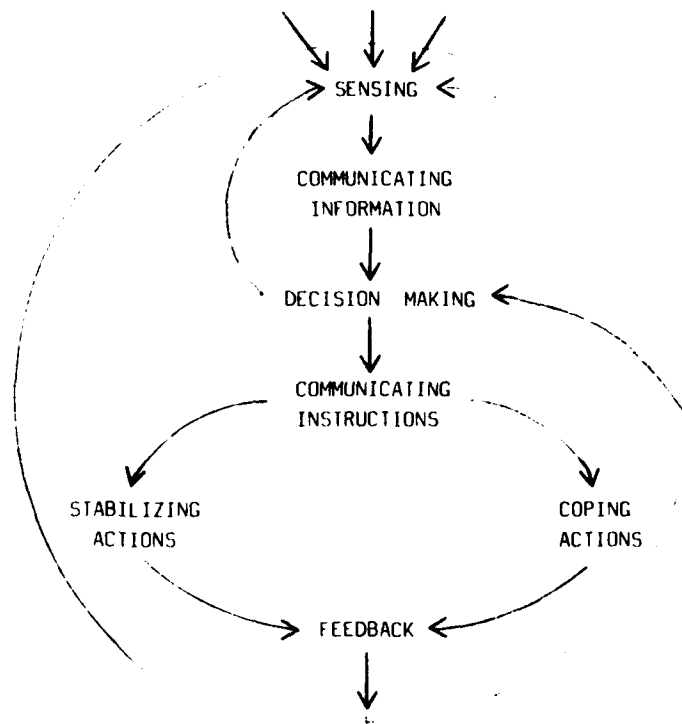 SENSING
COMMUNICATING
INFORMATION
DECISION MAKING
COMMUNICATING
INSTRUCTIONS
STABILIZING
ACTIONS
COPING
ACTIONS
FEEDBACK